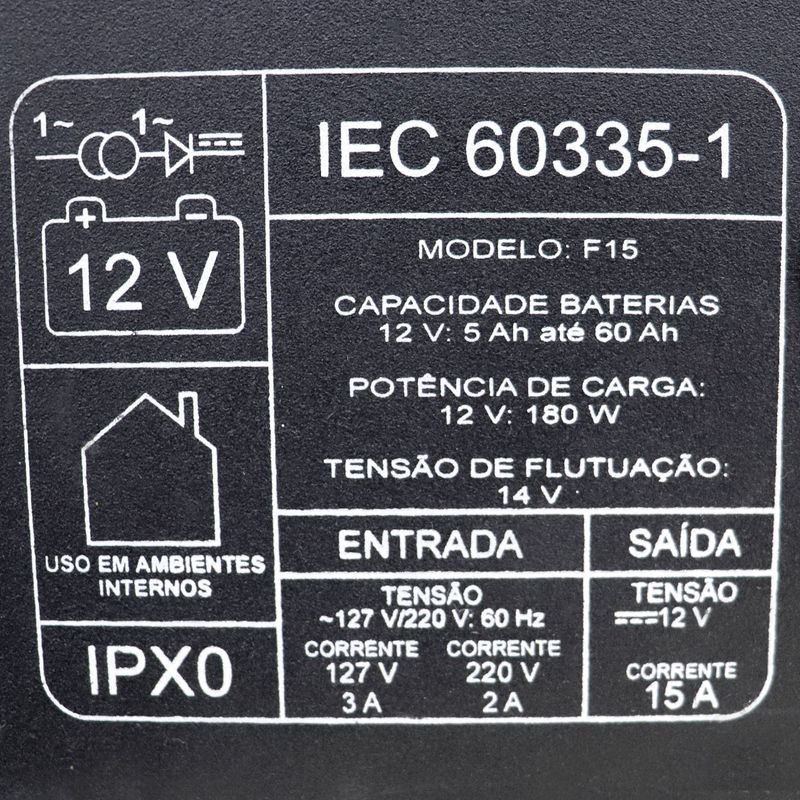 1~ 1~
+ −
12 V
USO EM AMBIENTES
INTERNOS
IPX0
IEC 60335-1
MODELO: F15
CAPACIDADE BATERIAS
12 V: 5 Ah até 60 Ah
POTÊNCIA DE CARGA:
12 V: 180 W
TENSÃO DE FLUTUAÇÃO:
14 V
ENTRADA
TENSÃO
~127 V/220 V: 60 Hz
CORRENTE CORRENTE
127 V 220 V
3 A 2 A
SAÍDA
TENSÃO
⎓12 V
CORRENTE
15 A